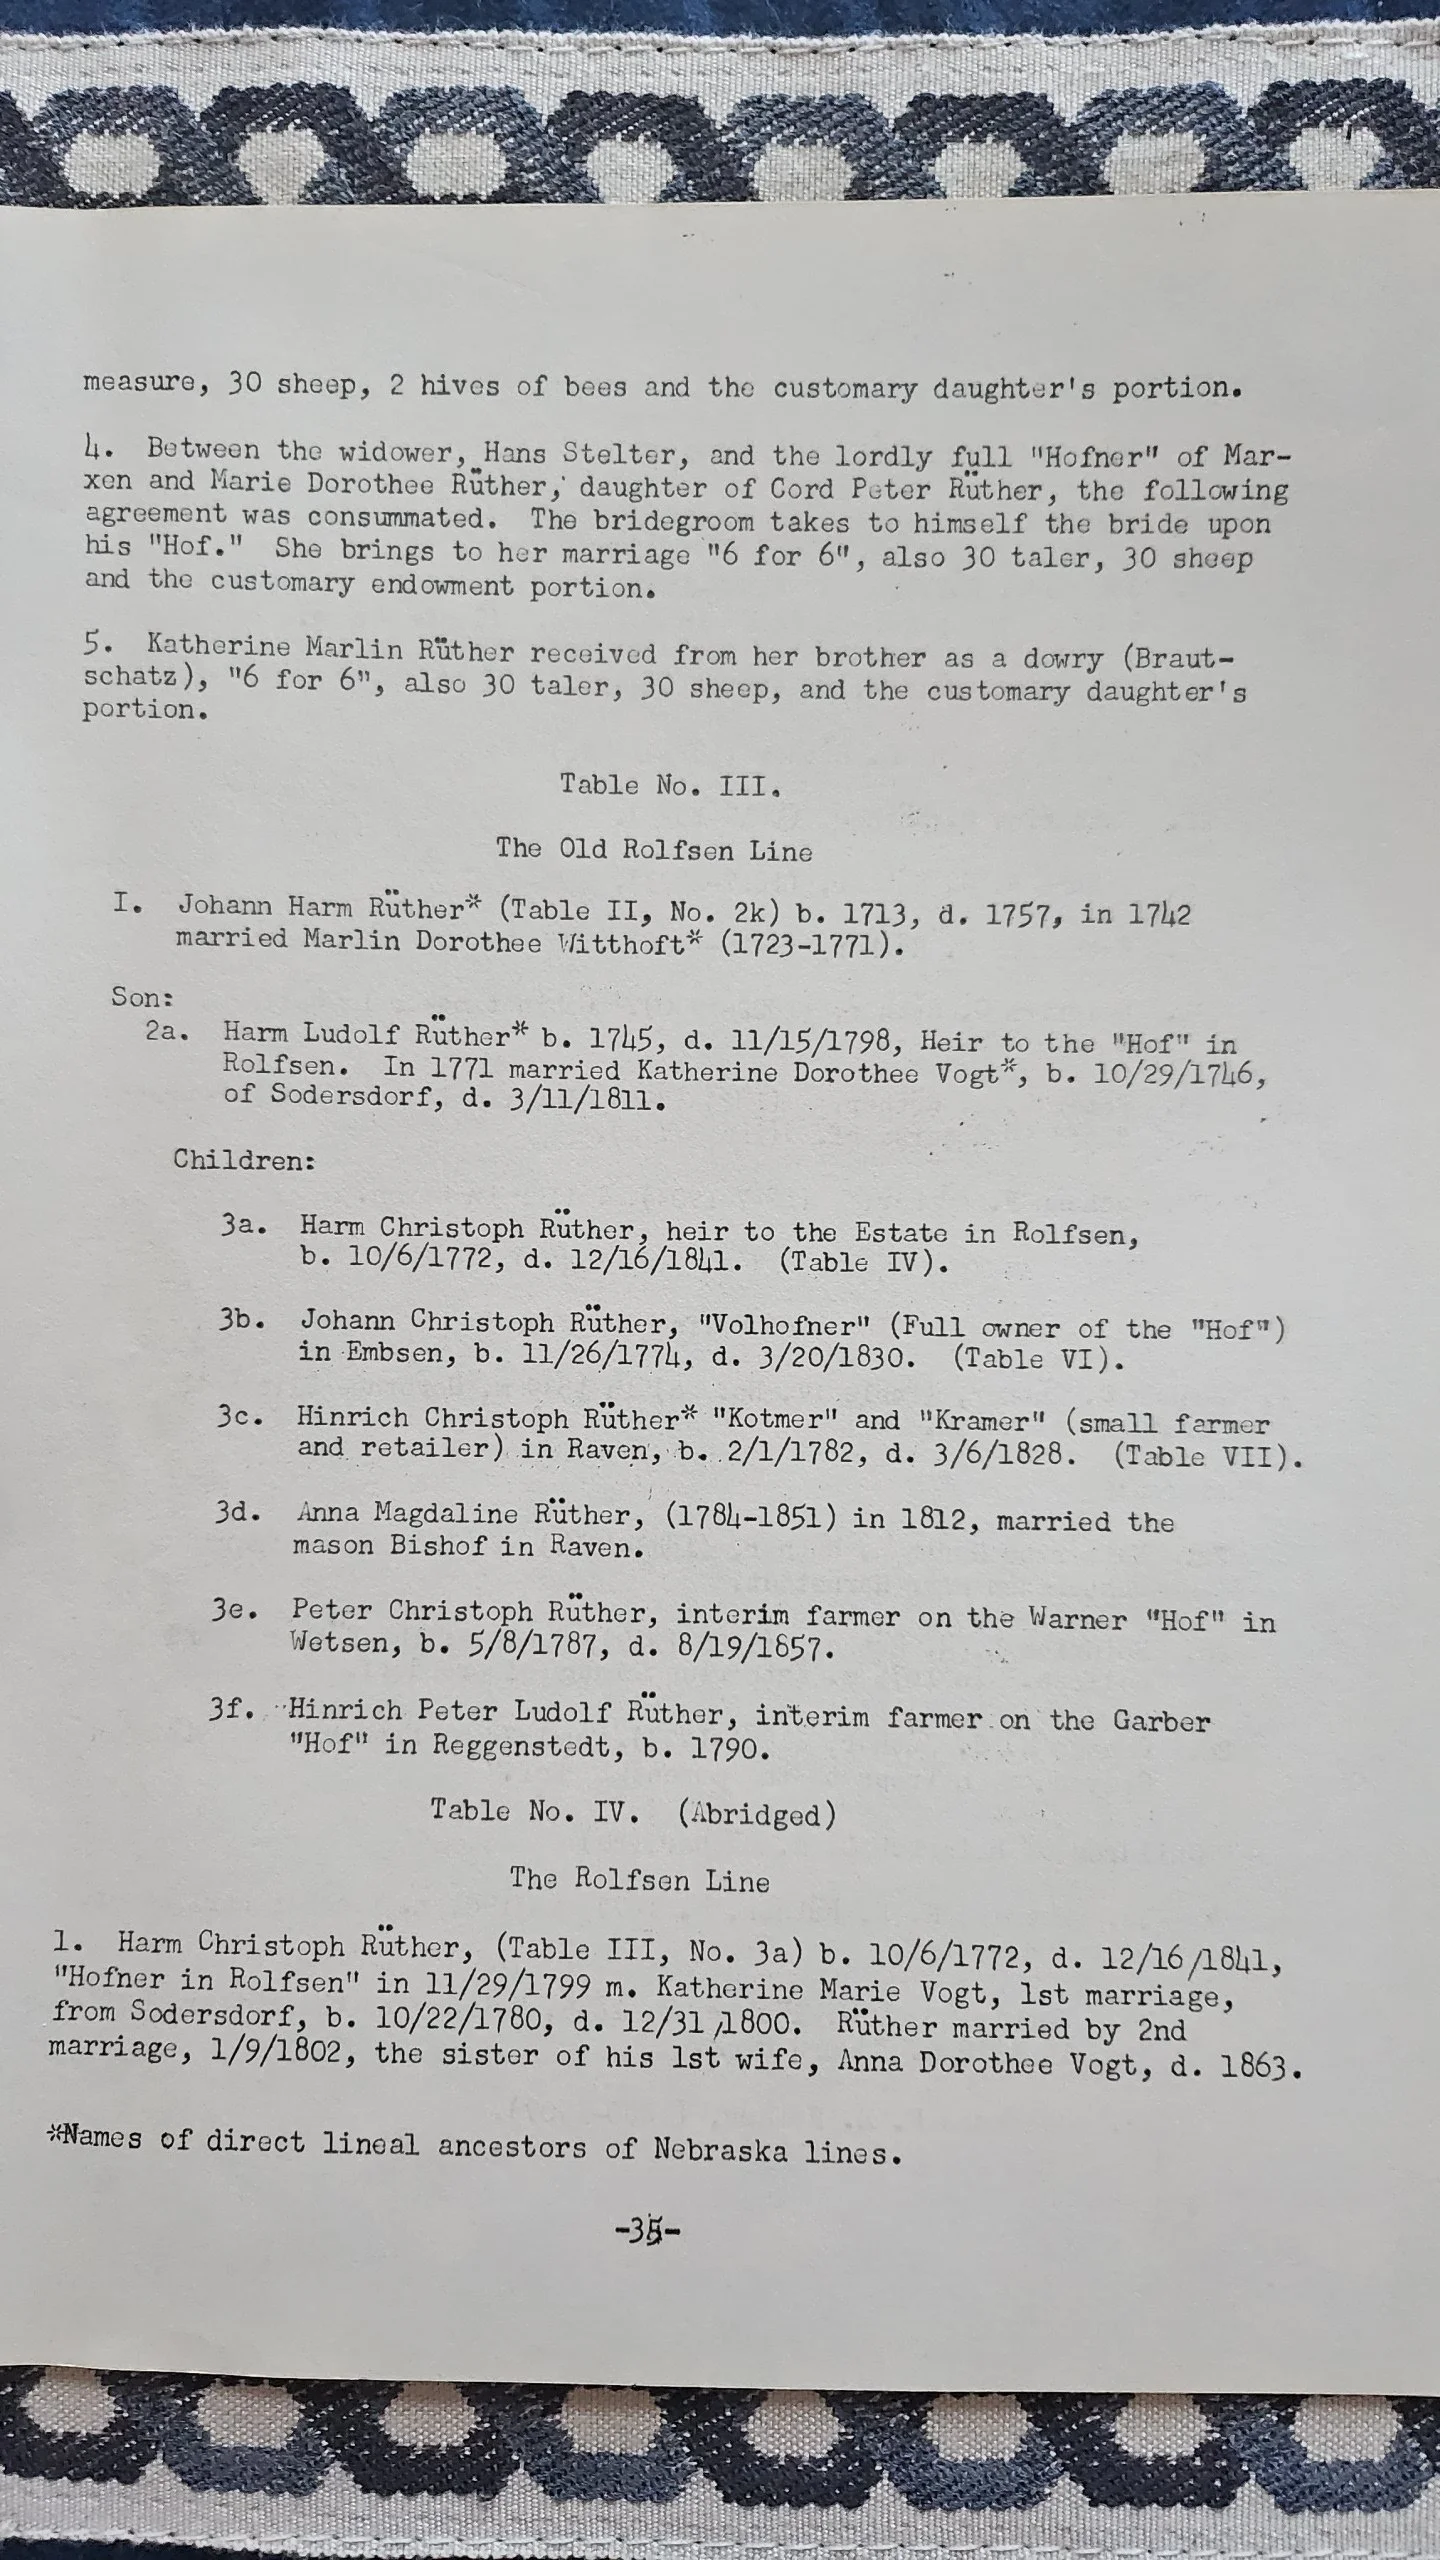 measure, 30 sheep, 2 hives of bees and the customary daughter's portion.
4. Between the widower, Hans Stelter, and the lordly full "Hofner" of Mar-
xen and Marie Dorothee Rüther, daughter of Cord Peter Rüther, the following
agreement was consummated. The bridegroom takes to himself the bride upon
his "Hof." She brings to her marriage "6 for 6", also 30 taler, 30 sheep
and the customary endowment portion.
5. Katherine Marlin Rüther received from her brother as a dowry (Braut-
schatz), "6 for 6", also 30 taler, 30 sheep, and the customary daughter's
portion.
Table No. III.
The Old Rolfsen Line
I. Johann Harm Rüther* (Table II, No. 2k) b. 1713, d. 1757, in 1742
married Marlin Dorothee Witthoft* (1723-1771).
Son:
2a. Harm Ludolf Rüther* b. 1745, d. 11/15/1798, Heir to the "Hof" in
Rolfsen. In 1771 married Katherine Dorothee Vogt*, b. 10/29/1746,
of Sodersdorf, d. 3/11/1811.
Children:
3a. Harm Christoph Rüther, heir to the Estate in Rolfsen,
b. 10/6/1772, d. 12/16/1841. (Table IV).
3b. Johann Christoph Rüther, "Volhofner" (Full owner of the "Hof")
in Embsen, b. 11/26/1774, d. 3/20/1830. (Table VI).
3c. Hinrich Christoph Rüther* "Kotmer" and "Kramer" (small farmer
and retailer) in Raven, b. 2/1/1782, d. 3/6/1828. (Table VII).
3d. Anna Magdaline Rüther, (1784-1851) in 1812, married the
mason Bishof in Raven.
3e. Peter Christoph Rüther, interim farmer on the Warner "Hof" in
Wetsen, b. 5/8/1787, d. 8/19/1857.
3f. Hinrich Peter Ludolf Rüther, interim farmer on the Garber
"Hof" in Reggenstedt, b. 1790.
Table No. IV. (Abridged)
The Rolfsen Line
1. Harm Christoph Rüther, (Table III, No. 3a) b. 10/6/1772, d. 12/16/1841,
"Hofner in Rolfsen" in 11/29/1799 m. Katherine Marie Vogt, 1st marriage,
from Sodersdorf, b. 10/22/1780, d. 12/31/1800. Rüther married by 2nd
marriage, 1/9/1802, the sister of his 1st wife, Anna Dorothee Vogt, d. 1863.
*Names of direct lineal ancestors of Nebraska lines.